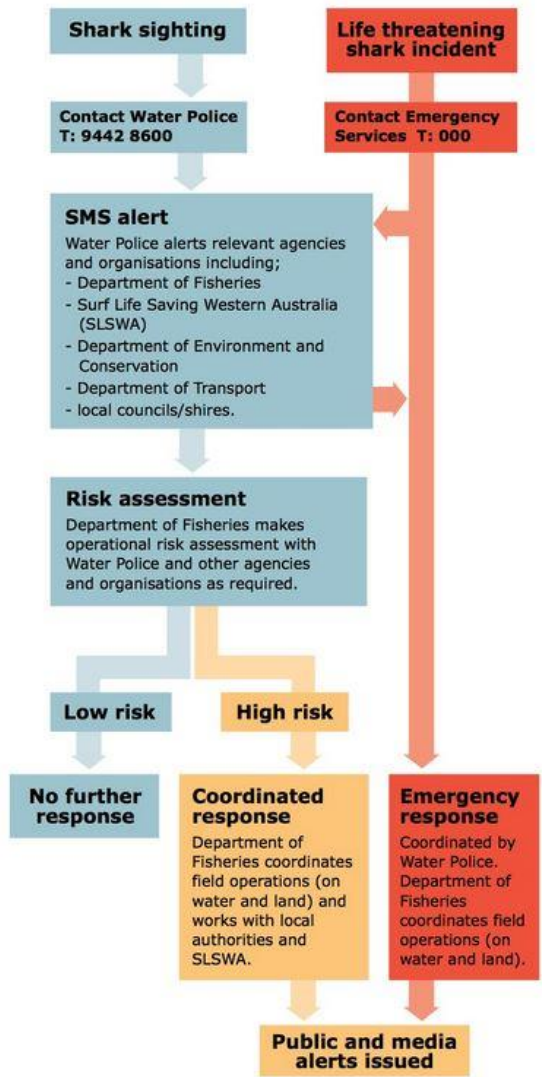 Shark sighting
Life threatening
shark incident
Contact Water Police
T: 9442 8600
Contact Emergency
Services T: 000
SMS alert
Water Police alerts relevant agencies
and organisations including;
- Department of Fisheries
- Surf Life Saving Western Australia
(SLSWA)
- Department of Environment and
Conservation
- Department of Transport
- local councils/shires.
Risk assessment
Department of Fisheries makes
operational risk assessment with
Water Police and other agencies
and organisations as required.
Low risk
High risk
No further
response
Coordinated
response
Department of
Fisheries coordinates
field operations (on
water and land) and
works with local
authorities and
SLSWA.
Emergency
response
Coordinated by
Water Police.
Department of
Fisheries
coordinates field
operations (on
water and land).
Public and media
alerts issued